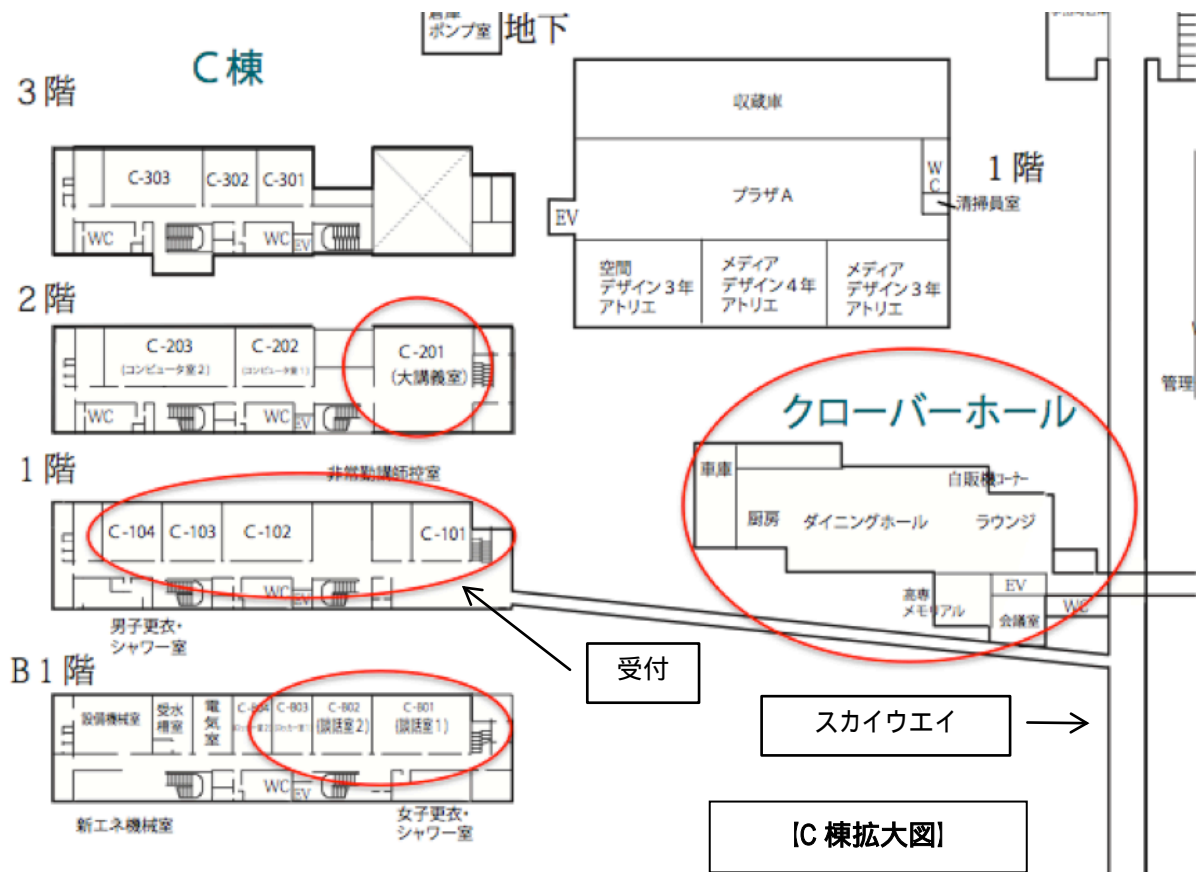 ポンプ室
地下
C棟
3階
C-303
C-302
C-301
WC
WC
EV
2階
C-203
(コンピュータ室2)
C-202
(コンピュータ室1)
C-201
(大講義室)
WC
WC
EV
1階
非常勤講師控室
C-104
C-103
C-102
C-101
WC
EV
男子更衣・
シャワー室
受付
B1階
設備機械室
受水
槽室
電
気
室
C-B04
C-B03
C-B02
(談話室2)
C-B01
(談話室1)
WC
EV
新エネ機械室
女子更衣・
シャワー室
収蔵庫
プラザA
WC
1階
清掃員室
EV
空間
デザイン3年
アトリエ
メディア
デザイン4年
アトリエ
メディア
デザイン3年
アトリエ
管理
クローバーホール
車庫
自販機コーナー
厨房
ダイニングホール
ラウンジ
高専
メモリアル
EV
会議室
WC
スカイウエイ
【C棟拡大図】